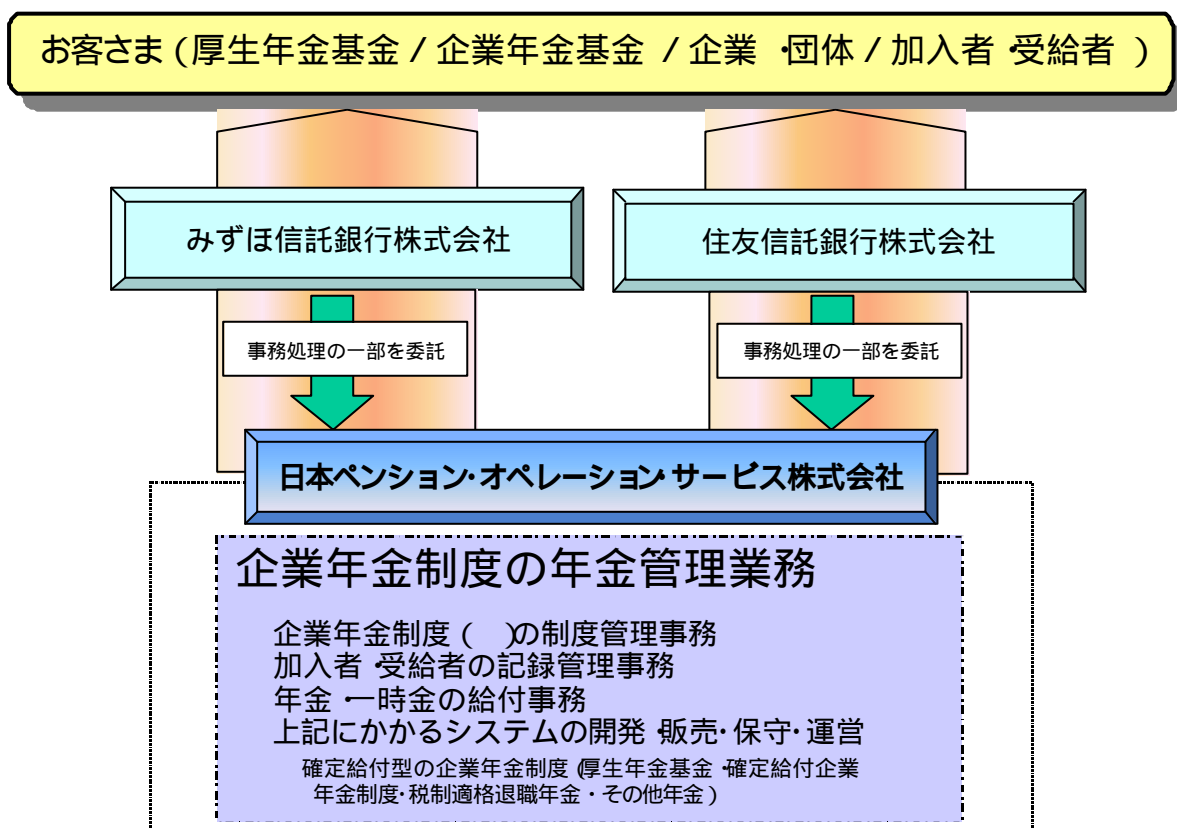 お客さま(厚生年金基金 / 企業年金基金 / 企業・団体 / 加入者・受給者 )
みずほ信託銀行株式会社
住友信託銀行株式会社
事務処理の一部を委託
事務処理の一部を委託
日本ペンション・オペレーション・サービス株式会社
企業年金制度の年金管理業務
企業年金制度( )の制度管理事務
加入者・受給者の記録管理事務
年金・一時金の給付事務
上記にかかるシステムの開発・販売・保守・運営
確定給付型の企業年金制度(厚生年金基金・確定給付企業
年金制度・税制適格退職年金・その他年金)